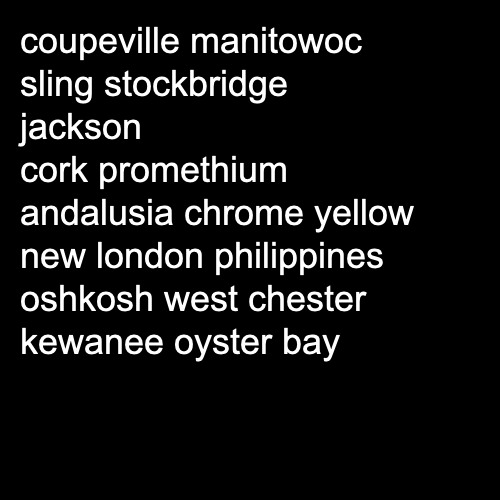 coupeville manitowoc
sling stockbridge
jackson
cork promethium
andalusia chrome yellow
new london philippines
oshkosh west chester
kewanee oyster bay